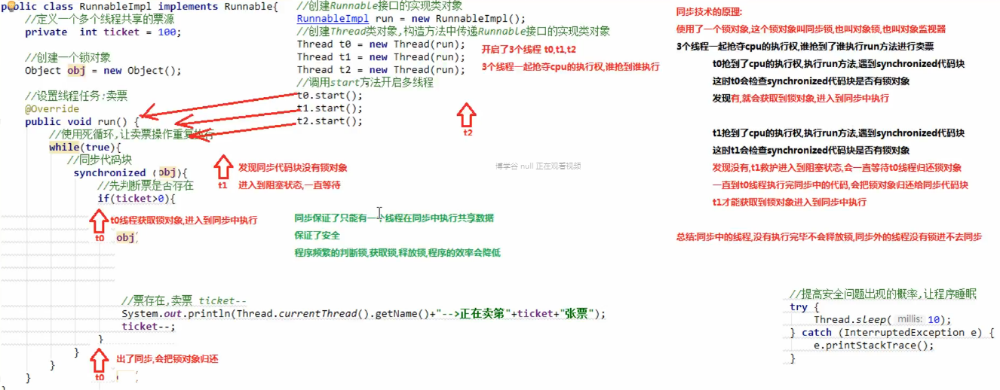 public class RunnableImpl implements Runnable{
//定义一个多个线程共享的票源
private int ticket = 100;
//创建一个锁对象
Object obj = new Object();
//设置线程任务:卖票
@Override
public void run() {
//使用死循环,让卖票操作重复执行
while(true){
//同步代码块
synchronized (obj){
//先判断票是否存在
if(ticket>0){
t0线程获取锁对象,进入到同步中执行
t0
obj
//票存在,卖票 ticket--
System.out.println(Thread.currentThread().getName()+"-->正在卖第"+ticket+"张票");
ticket--;
}
}
出了同步,会把锁对象归还
t0
}
}
//创建Runnable接口的实现类对象
RunnableImpl run = new RunnableImpl();
//创建Thread类对象,构造方法中传递Runnable接口的实现类对象
Thread t0 = new Thread(run);
Thread t1 = new Thread(run);
Thread t2 = new Thread(run);
//调用start方法开启多线程
t0.start();
t1.start();
t2.start();
开启了3个线程 t0,t1,t2
3个线程一起抢夺cpu的执行权,谁抢到谁执行
t2
t1
发现同步代码块没有锁对象
进入到阻塞状态,一直等待
博学谷 null 正在观看视频
同步保证了只能有一个线程在同步中执行共享数据
保证了安全
程序频繁的判断锁,获取锁,释放锁,程序的效率会降低
同步技术的原理:
使用了一个锁对象,这个锁对象叫同步锁,也叫对象锁,也叫对象监视器
3个线程一起抢夺cpu的执行权,谁抢到了谁执行run方法进行卖票
t0抢到了cpu的执行权,执行run方法,遇到synchronized代码块
这时t0会检查synchronized代码块是否有锁对象
发现有,就会获取到锁对象,进入到同步中执行
t1抢到了cpu的执行权,执行run方法,遇到synchronized代码块
这时t1会检查synchronized代码块是否有锁对象
发现没有,t1救护进入到阻塞状态,会一直等待t0线程归还锁对象
一直到t0线程执行完同步中的代码,会把锁对象归还给同步代码块
t1才能获取到锁对象进入到同步中执行
总结:同步中的线程,没有执行完毕不会释放锁,同步外的线程没有锁进不去同步
//提高安全问题出现的概率,让程序睡眠
try {
Thread.sleep( millis: 10);
} catch (InterruptedException e) {
e.printStackTrace();
}